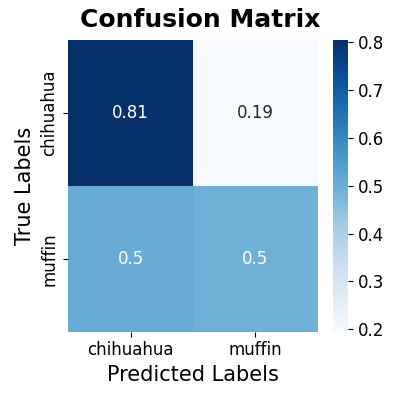 Confusion Matrix
True Labels
chihuahua
0.81
0.19
muffin
0.5
0.5
chihuahua
muffin
Predicted Labels
0.8
0.7
0.6
0.5
0.4
0.3
0.2